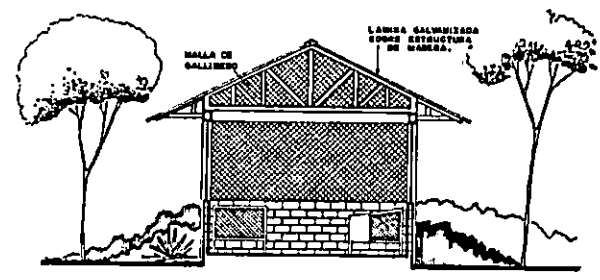 MALLA DE
GALLINERO
LAMINA GALVANIZADA
SOBRE ESTRUCTURA
DE MADERA.